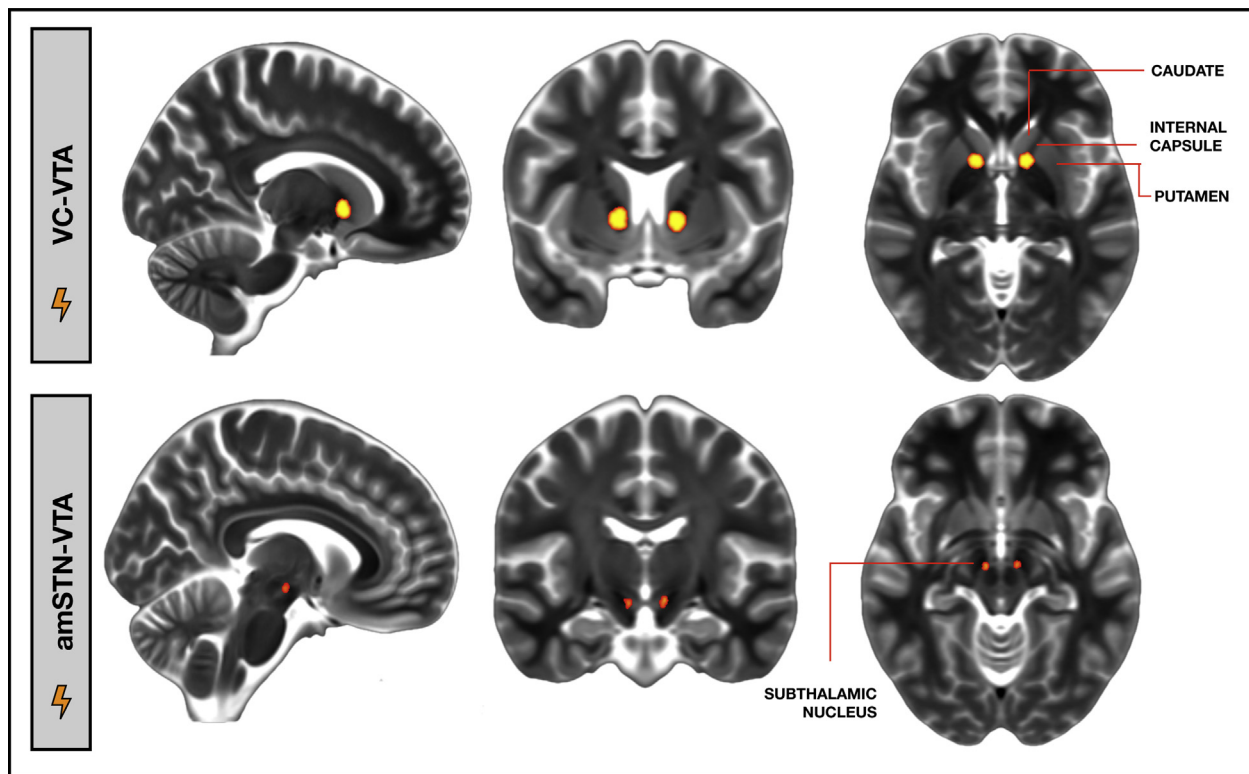 VC-VTA
CAUDATE
INTERNAL
CAPSULE
PUTAMEN
amSTN-VTA
SUBTHALAMIC
NUCLEUS